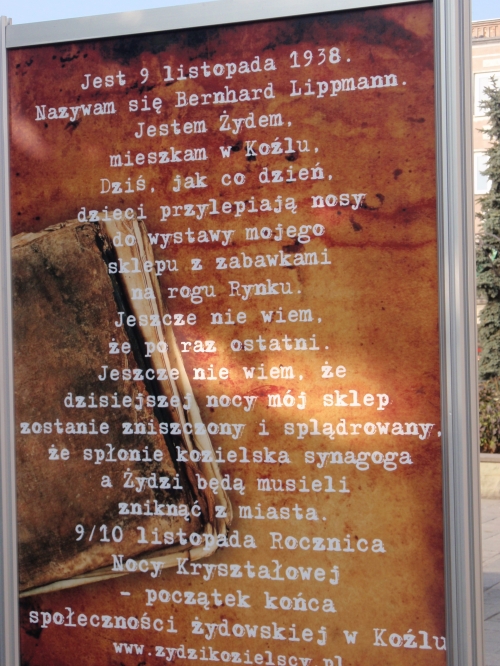 Jest 9 listopada 1938.
Nazywam się Bernhard Lippmann.
Jestem Żydem,
mieszkam w Koźlu,
Dziś, jak co dzień,
dzieci przylepiają nosy
do wystawy mojego
sklepu z zabawkami
na rogu Rynku.
Jeszcze nie wiem,
że po raz ostatni.
Jeszcze nie wiem, że
dzisiejszej nocy mój sklep
zostanie zniszczony i splądrowany,
że spłonie kozielska synagoga
a Żydzi będą musieli
zniknąć z miasta.
9/10 listopada Rocznica
Nocy Kryształowej
- początek końca
społeczności żydowskiej w Koźlu
www.zydzikozielscy.pl